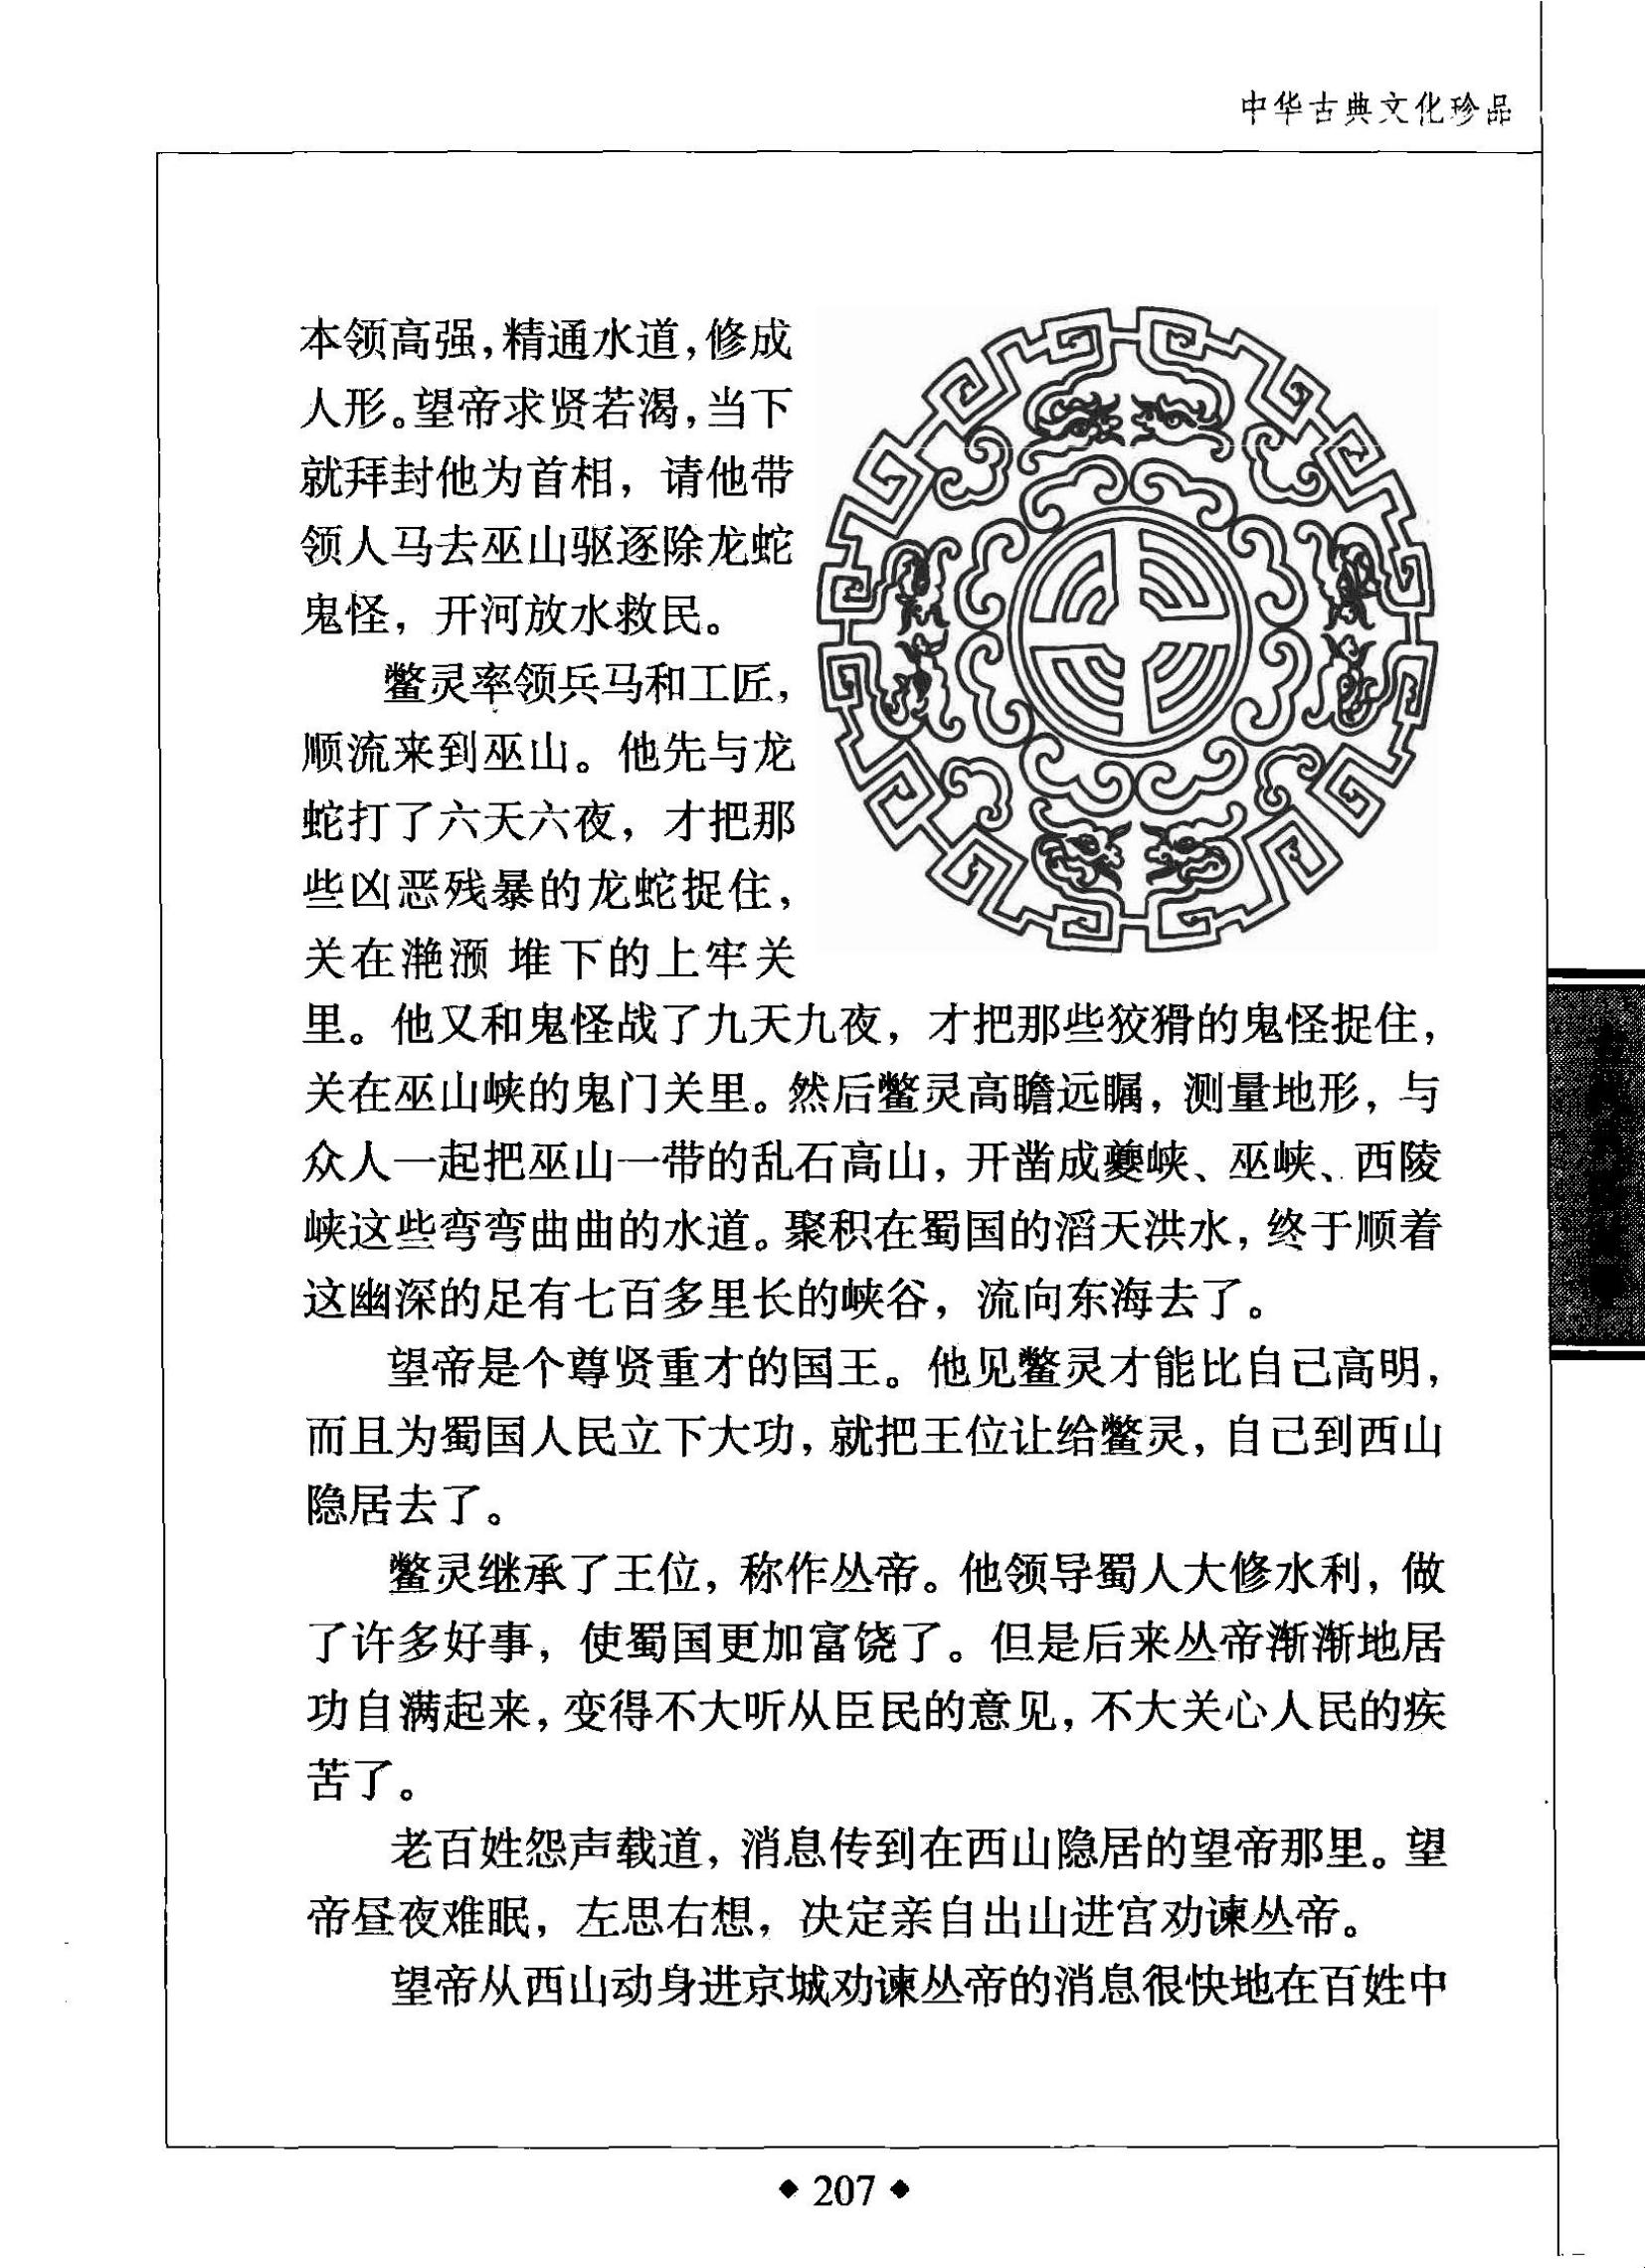 中华古典文化珍品
本领高强，精通水道，修成
人形。望帝求贤若渴，当下
就拜封他为首相，请他带
领人马去巫山驱逐除龙蛇
鬼怪，开河放水救民。
鳖灵率领兵马和工匠，
顺流来到巫山。他先与龙
蛇打了六天六夜，才把那
些凶恶残暴的龙蛇捉住，
关在滟滪 堆下的上牢关
里。他又和鬼怪战了九天九夜，才把那些狡猾的鬼怪捉住，
关在巫山峡的鬼门关里。然后鳖灵高瞻远瞩，测量地形，与
众人一起把巫山一带的乱石高山，开凿成夔峡、巫峡、西陵
峡这些弯弯曲曲的水道。聚积在蜀国的滔天洪水，终于顺着
这幽深的足有七百多里长的峡谷，流向东海去了。
望帝是个尊贤重才的国王。他见鳖灵才能比自己高明，
而且为蜀国人民立下大功，就把王位让给鳖灵，自己到西山
隐居去了。
鳖灵继承了王位，称作丛帝。他领导蜀人大修水利，做
了许多好事，使蜀国更加富饶了。但是后来丛帝渐渐地居
功自满起来，变得不大听从臣民的意见，不大关心人民的疾
苦了。
老百姓怨声载道，消息传到在西山隐居的望帝那里。望
帝昼夜难眠，左思右想，决定亲自出山进宫劝谏丛帝。
望帝从西山动身进京城劝谏丛帝的消息很快地在百姓中
◆ 207 ◆